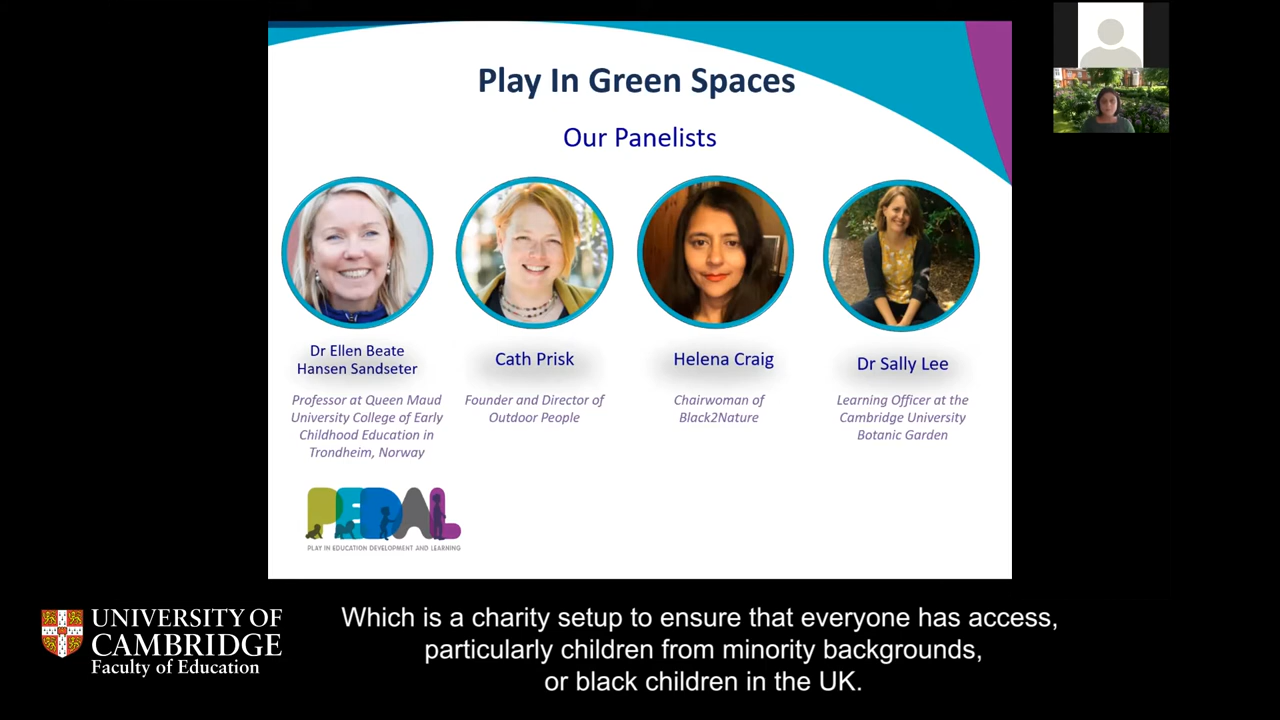 Play In Green Spaces
Our Panelists
Dr Ellen Beate
Hansen Sandseter
Professor at Queen Maud
University College of Early
Childhood Education in
Trondheim, Norway
Cath Prisk
Founder and Director of
Outdoor People
Helena Craig
Chairwoman of
Black2Nature
Dr Sally Lee
Learning Officer at the
Cambridge University
Botanic Garden
PEDAL
PLAY IN EDUCATION DEVELOPMENT AND LEARNING
UNIVERSITY OF
CAMBRIDGE
Faculty of Education
Which is a charity setup to ensure that everyone has access,
particularly children from minority backgrounds,
or black children in the UK.